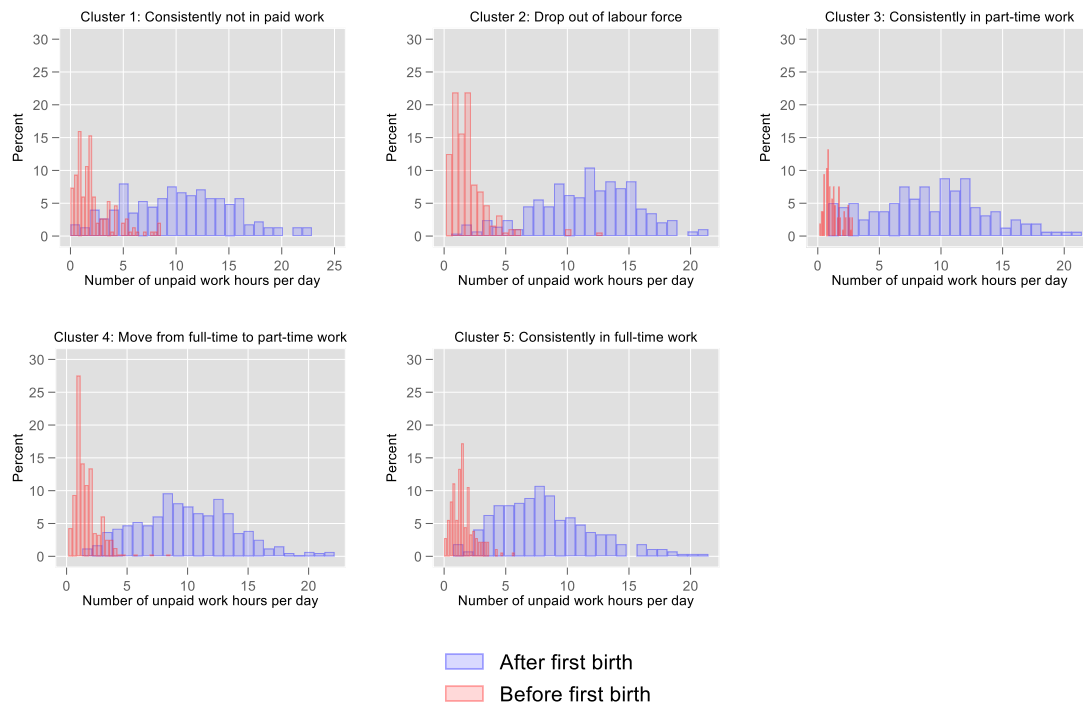 Cluster 1: Consistently not in paid work
30
25
20
15
10
5
0
Percent
0 5 10 15 20 25
Number of unpaid work hours per day
Cluster 2: Drop out of labour force
30
25
20
15
10
5
0
Percent
0 5 10 15 20
Number of unpaid work hours per day
Cluster 3: Consistently in part-time work
30
25
20
15
10
5
0
Percent
0 5 10 15 20
Number of unpaid work hours per day
Cluster 4: Move from full-time to part-time work
30
25
20
15
10
5
0
Percent
0 5 10 15 20
Number of unpaid work hours per day
Cluster 5: Consistently in full-time work
30
25
20
15
10
5
0
Percent
0 5 10 15 20
Number of unpaid work hours per day
After first birth
Before first birth